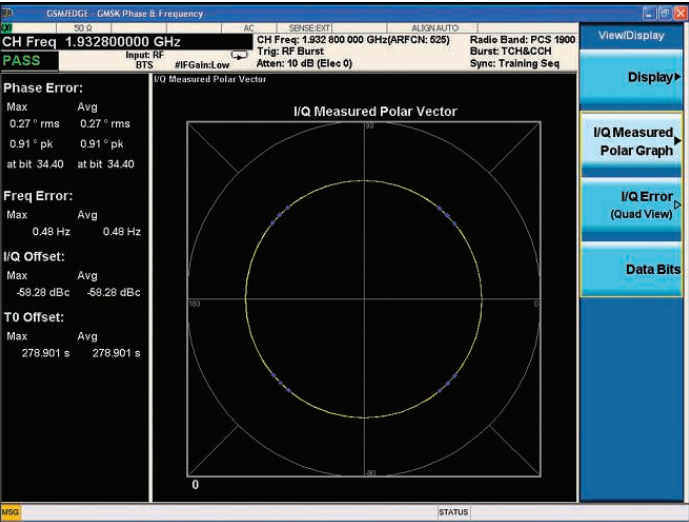 GSM/EDGE - GMSK Phase & Frequency
50 Ω AC SENSE:EXT ALIGN AUTO
CH Freq 1.932800000 GHz
CH Freq: 1.932 800 000 GHz(ARFCN: 525)
Radio Band: PCS 1900
PASS
Input: RF
BTS
#IFGain:Low
Trig: RF Burst
Atten: 10 dB (Elec 0)
Burst: TCH&CCH
Sync: Training Seq
Phase Error:
Max Avg
0.27 ° rms 0.27 ° rms
0.91 ° pk 0.91 ° pk
at bit 34.40 at bit 34.40
Freq Error:
Max Avg
0.48 Hz 0.48 Hz
I/Q Offset:
Max Avg
-58.28 dBc -58.28 dBc
T0 Offset:
Max Avg
278.901 s 278.901 s
I/Q Measured Polar Vector
I/Q Measured Polar Vector
90
180
0
-90
0
View/Display
Display
I/Q Measured
Polar Graph
I/Q Error
(Quad View)
Data Bits
MSG
STATUS